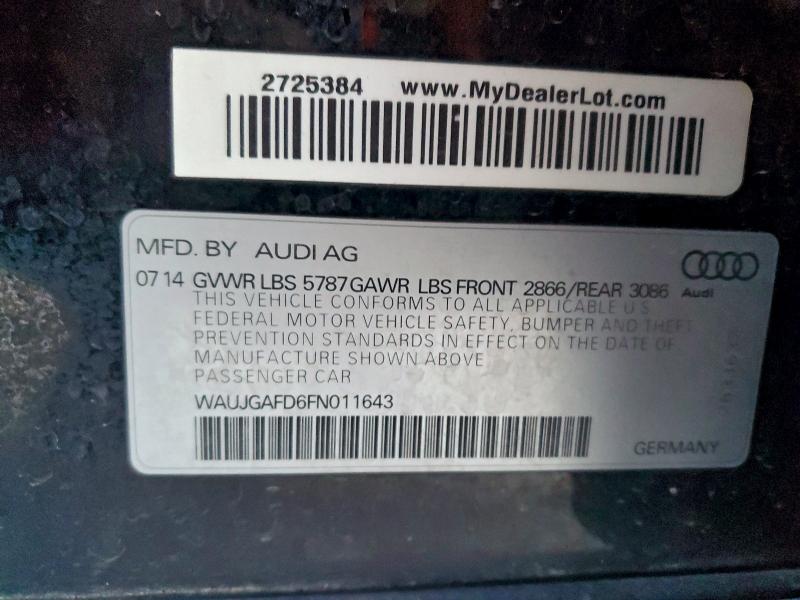 2725384 www.MyDealerLot.com
MFD. BY AUDI AG
07 14 GVWR LBS 5787 GAWR LBS FRONT 2866/REAR 3086 Audi
THIS VEHICLE CONFORMS TO ALL APPLICABLE U S
FEDERAL MOTOR VEHICLE SAFETY, BUMPER AND THEFT
PREVENTION STANDARDS IN EFFECT ON THE DATE OF
MANUFACTURE SHOWN ABOVE
PASSENGER CAR
WAUJGAFD6FN011643
GERMANY